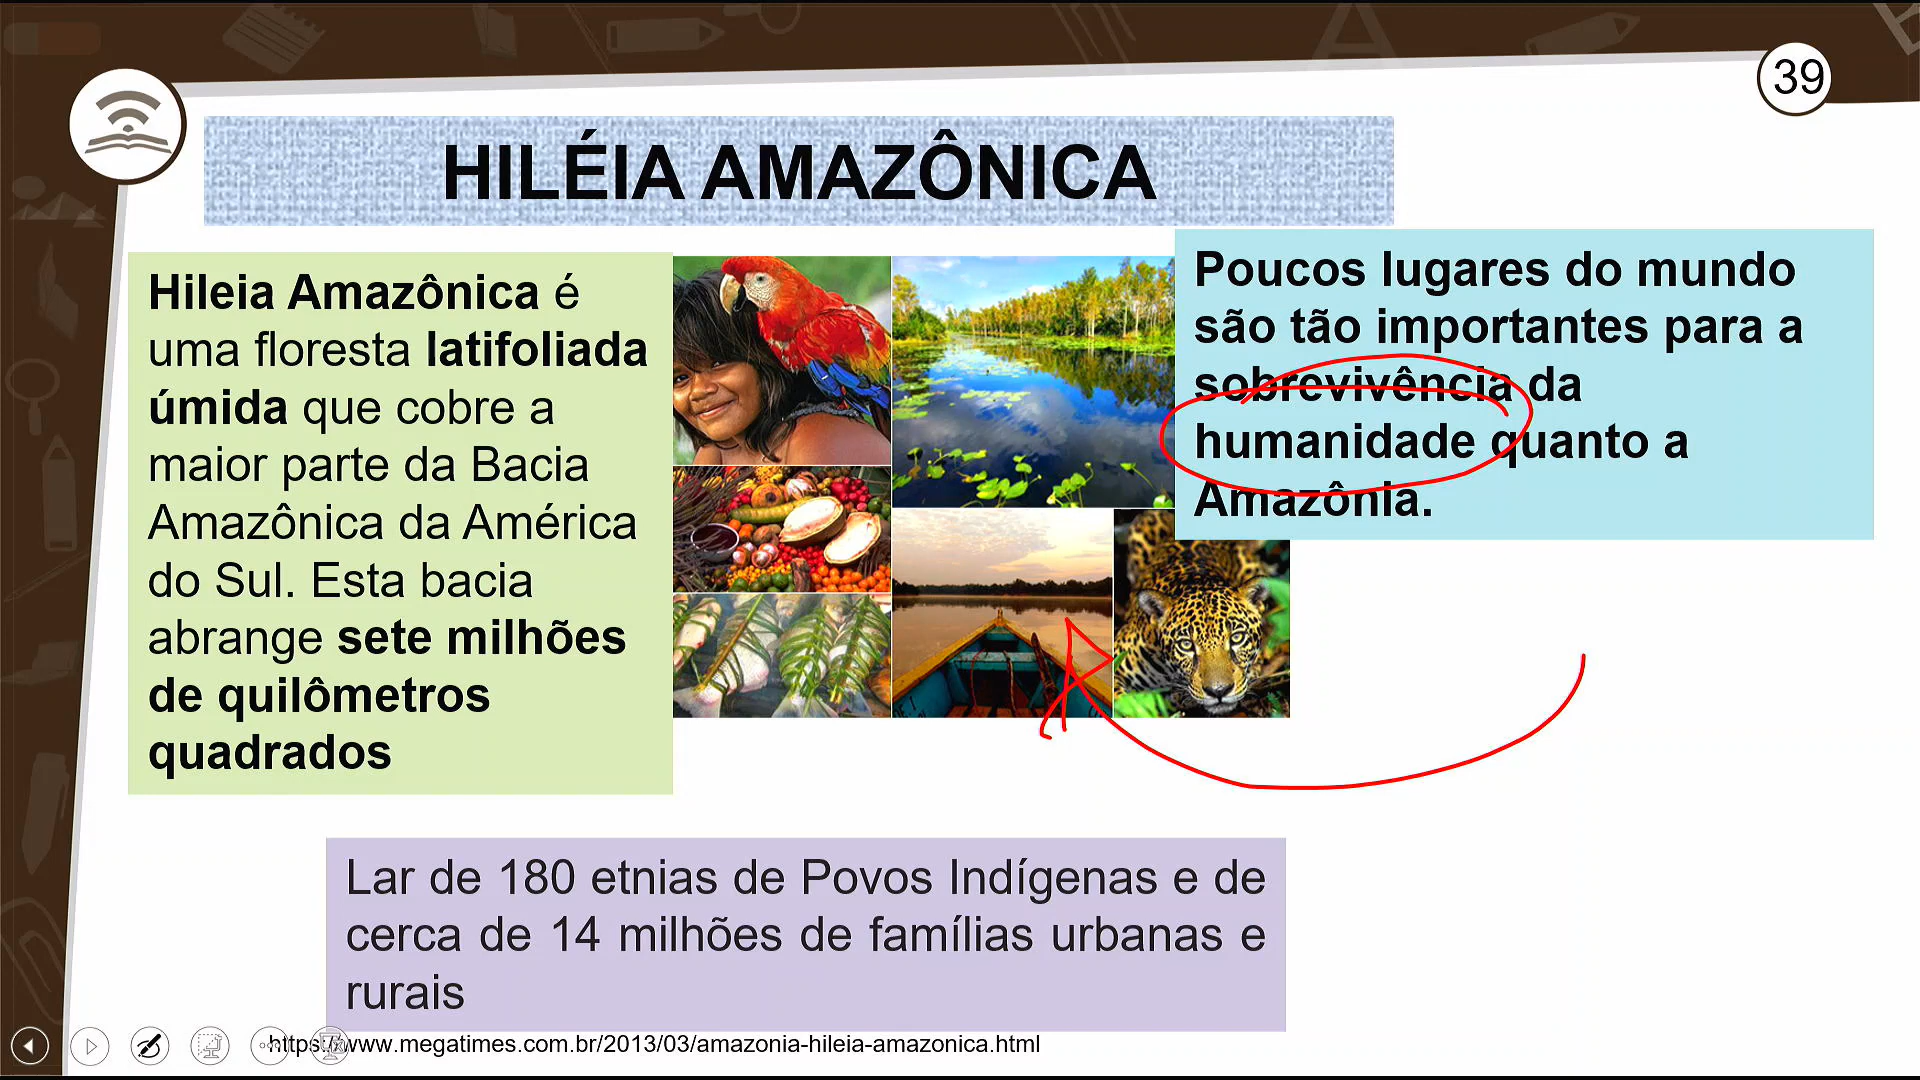 39
HILÉIA AMAZÔNICA
Hileia Amazônica é
uma floresta latifoliada
úmida que cobre a
maior parte da Bacia
Amazônica da América
do Sul. Esta bacia
abrange sete milhões
de quilômetros
quadrados
Poucos lugares do mundo
são tão importantes para a
sobrevivência da
humanidade quanto a
Amazônia.
Lar de 180 etnias de Povos Indígenas e de
cerca de 14 milhões de famílias urbanas e
rurais
https://www.megatimes.com.br/2013/03/amazonia-hileia-amazonica.html